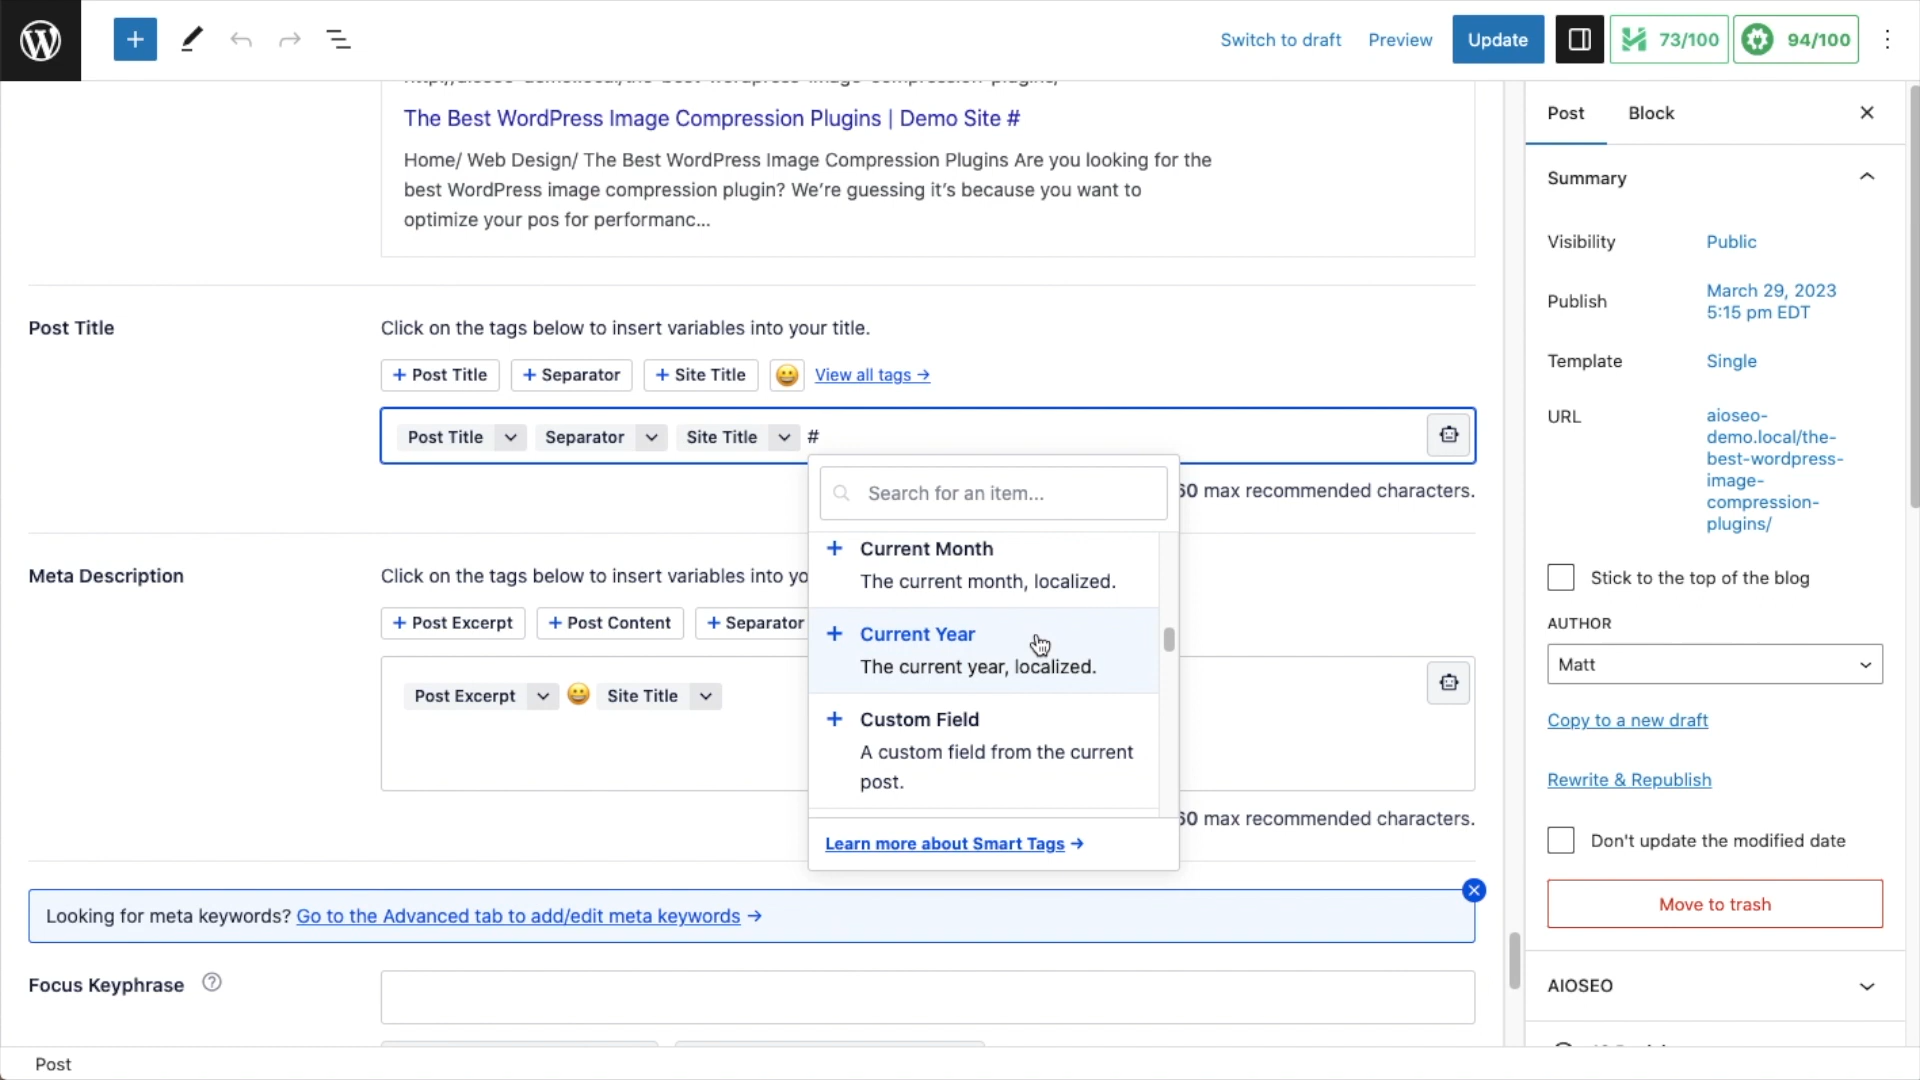 Switch to draft
Preview
Update
73/100
94/100
The Best WordPress Image Compression Plugins | Demo Site #
Home/ Web Design/ The Best WordPress Image Compression Plugins Are you looking for the
best WordPress image compression plugin? We're guessing it's because you want to
optimize your pos for performanc...
Post Title
Click on the tags below to insert variables into your title.
+ Post Title
+ Separator
+ Site Title
😀
View all tags →
Post Title
Separator
Site Title
#
60 max recommended characters.
Search for an item...
+ Current Month
The current month, localized.
+ Current Year
The current year, localized.
+ Custom Field
A custom field from the current
post.
Learn more about Smart Tags →
Meta Description
Click on the tags below to insert variables into yo
+ Post Excerpt
+ Post Content
+ Separator
Post Excerpt
😀
Site Title
60 max recommended characters.
Looking for meta keywords? Go to the Advanced tab to add/edit meta keywords →
Focus Keyphrase
Post
Post
Block
Summary
Visibility
Public
Publish
March 29, 2023
5:15 pm EDT
Template
Single
URL
aioseo-
demo.local/the-
best-wordpress-
image-
compression-
plugins/
Stick to the top of the blog
AUTHOR
Matt
Copy to a new draft
Rewrite & Republish
Don't update the modified date
Move to trash
AIOSEO